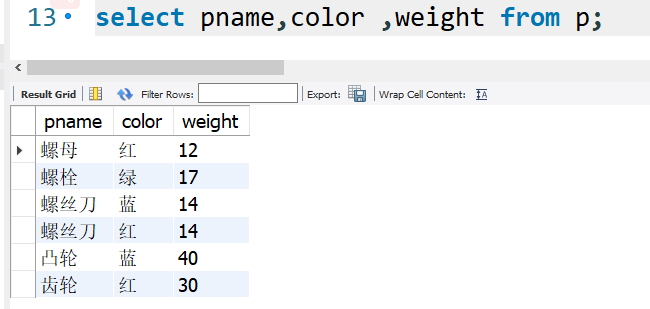 13 select pname,color ,weight from p;
Result Grid Filter Rows: Export: Wrap Cell Content:
pname color weight
螺母 红 12
螺栓 绿 17
螺丝刀 蓝 14
螺丝刀 红 14
凸轮 蓝 40
齿轮 红 30